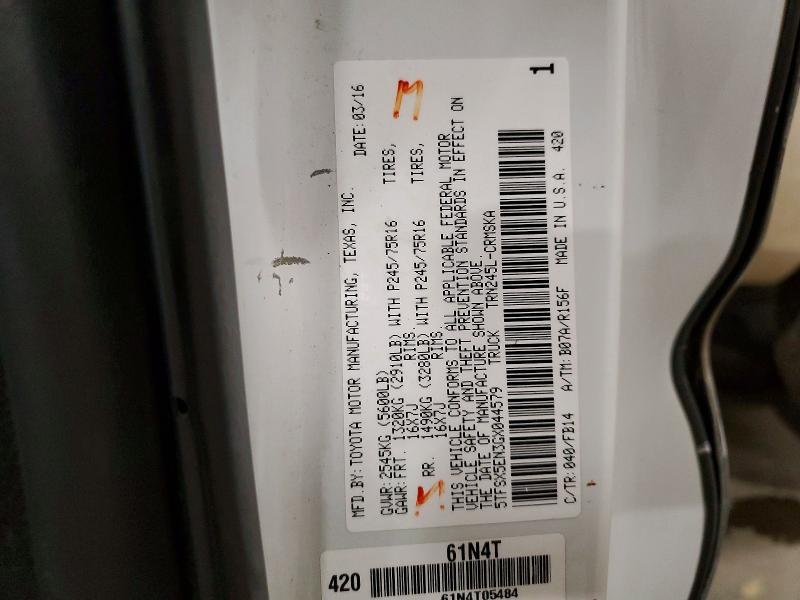 MFD.BY: TOYOTA MOTOR MANUFACTURING, TEXAS, INC. DATE: 03/16
GVWR: 2545KG (5600LB)
GAWR: FRT. 1320KG (2910LB) WITH P245/75R16 TIRES,
16X7J RIMS.
RR. 1490KG (3280LB) WITH P245/75R16 TIRES,
16X7J RIMS.
THIS VEHICLE CONFORMS TO ALL APPLICABLE FEDERAL MOTOR
VEHICLE SAFETY AND THEFT PREVENTION STANDARDS IN EFFECT ON
THE DATE OF MANUFACTURE SHOWN ABOVE.
5TFSX5EN3GX044579 TRUCK TRN245L-CRMSKA
C/TR: 040/FB14 A/TM: B07A/R156F MADE IN U.S.A. 420
1
61N4T
420
61N4T05484